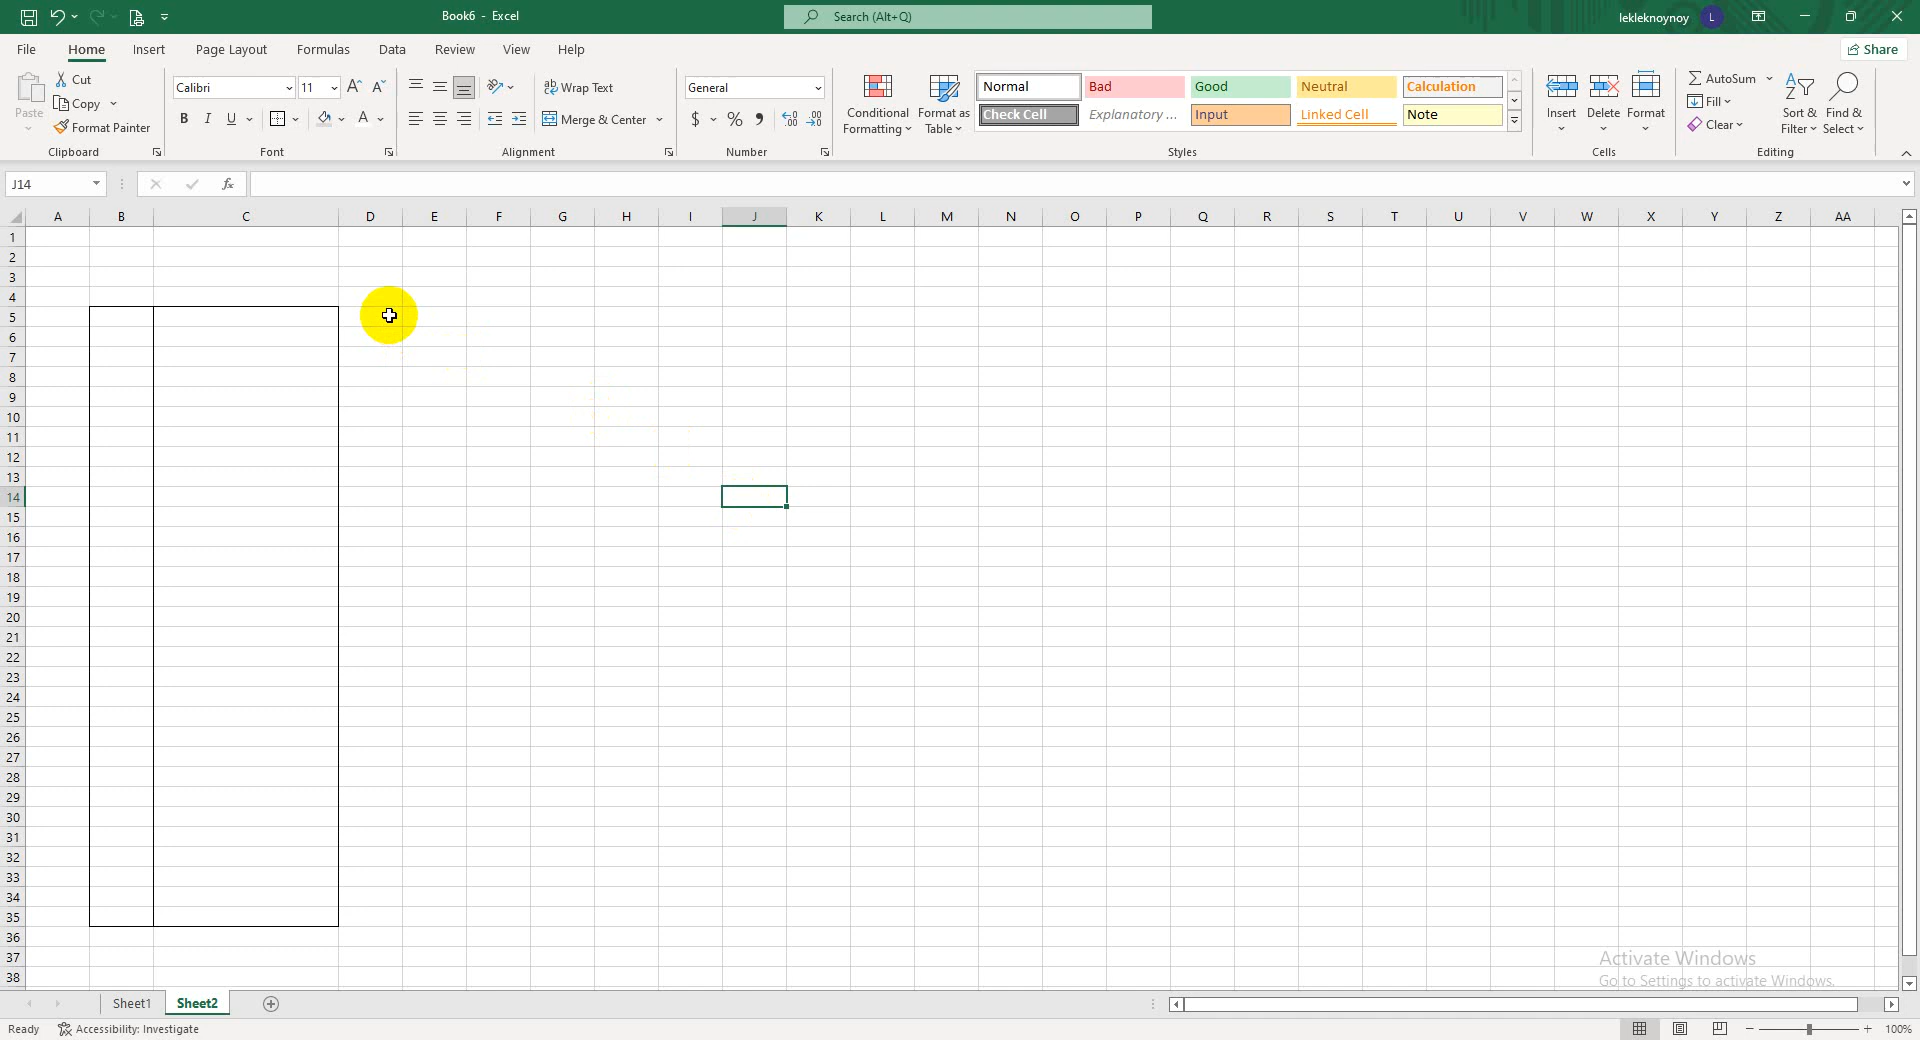 Book6 - Excel
Search (Alt+Q)
lekleknoynoy
L
File Home Insert Page Layout Formulas Data Review View Help
Share
Paste
Cut
Copy
Format Painter
Clipboard
Calibri 11
B I U
Font
Wrap Text
Merge & Center
Alignment
General
$ % 9
Number
Conditional Formatting
Format as Table
Normal Bad Good Neutral Calculation
Check Cell Explanatory ... Input Linked Cell Note
Styles
Insert Delete Format
Cells
AutoSum
Fill
Clear
Sort & Filter
Find & Select
Editing
J14
fx
A B C D E F G H I J K L M N O P Q R S T U V W X Y Z AA
1
2
3
4
5
6
7
8
9
10
11
12
13
14
15
16
17
18
19
20
21
22
23
24
25
26
27
28
29
30
31
32
33
34
35
36
37
38
Activate Windows
Go to Settings to activate Windows.
Sheet1 Sheet2
Ready Accessibility: Investigate
100%